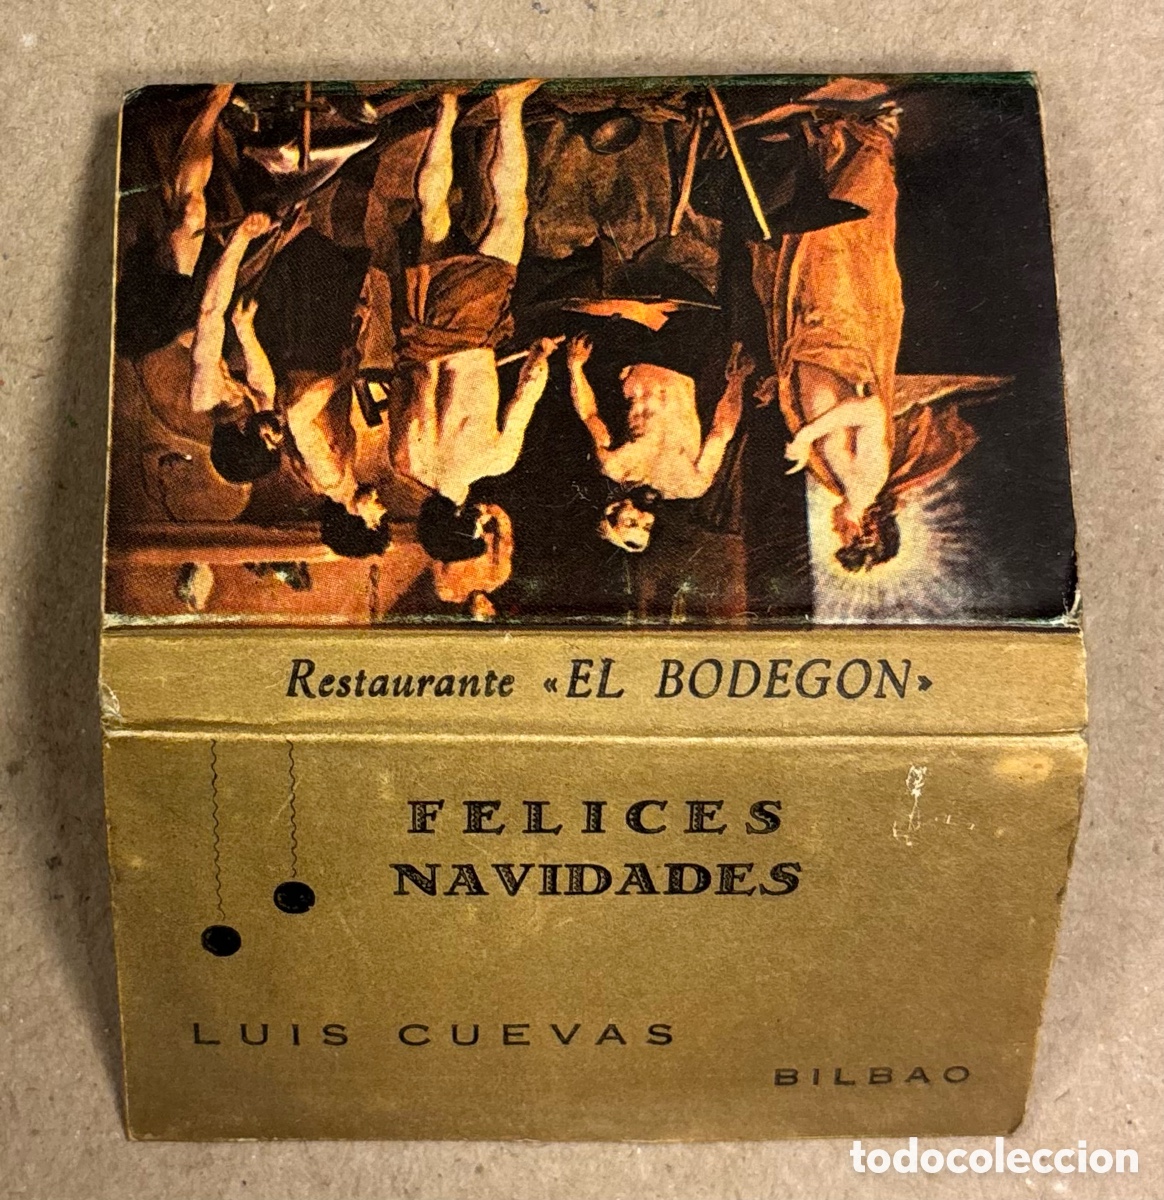 Restaurante «EL BODEGON»
FELICES
NAVIDADES
LUIS CUEVAS
BILBAO
todocoleccion